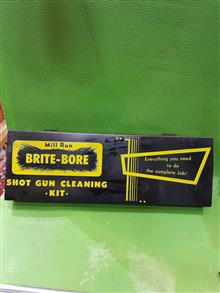 Mill Run
BRITE-BORE
SHOT GUN CLEANING
·KIT·
Everything you need
to do
the complete Job!